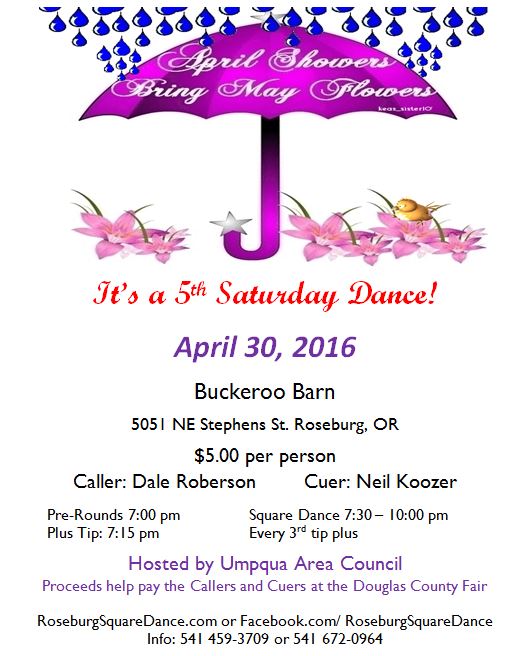 April Showers
Bring May Flowers
keas_sister10'
It's a 5th Saturday Dance!
April 30, 2016
Buckeroo Barn
5051 NE Stephens St. Roseburg, OR
$5.00 per person
Caller: Dale Roberson Cuer: Neil Koozer
Pre-Rounds 7:00 pm Square Dance 7:30 – 10:00 pm
Plus Tip: 7:15 pm Every 3rd tip plus
Hosted by Umpqua Area Council
Proceeds help pay the Callers and Cuers at the Douglas County Fair
RoseburgSquareDance.com or Facebook.com/ RoseburgSquareDance
Info: 541 459-3709 or 541 672-0964